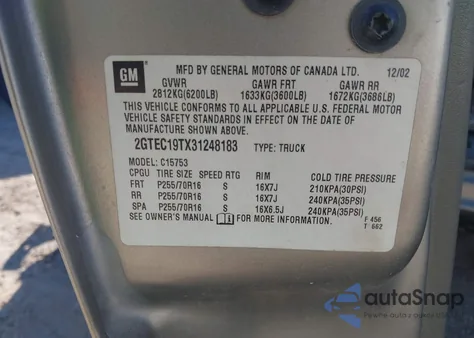 GM
MFD BY GENERAL MOTORS OF CANADA LTD. 12/02
GVWR GAWR FRT GAWR RR
2812KG(6200LB) 1633KG(3600LB) 1672KG(3686LB)
THIS VEHICLE CONFORMS TO ALL APPLICABLE U.S. FEDERAL MOTOR
VEHICLE SAFETY STANDARDS IN EFFECT ON THE DATE OF
MANUFACTURE SHOWN ABOVE.
2GTEC19TX31248183 TYPE: TRUCK
MODEL: C15753
CPGU TIRE SIZE SPEED RTG RIM COLD TIRE PRESSURE
FRT P255/70R16 S 16X7J 210KPA(30PSI)
RR P255/70R16 S 16X7J 240KPA(35PSI)
SPA P255/70R16 S 16X6.5J 240KPA(35PSI)
SEE OWNER'S MANUAL FOR ADDITIONAL INFORMATION
F 456
T 662
autoSnap